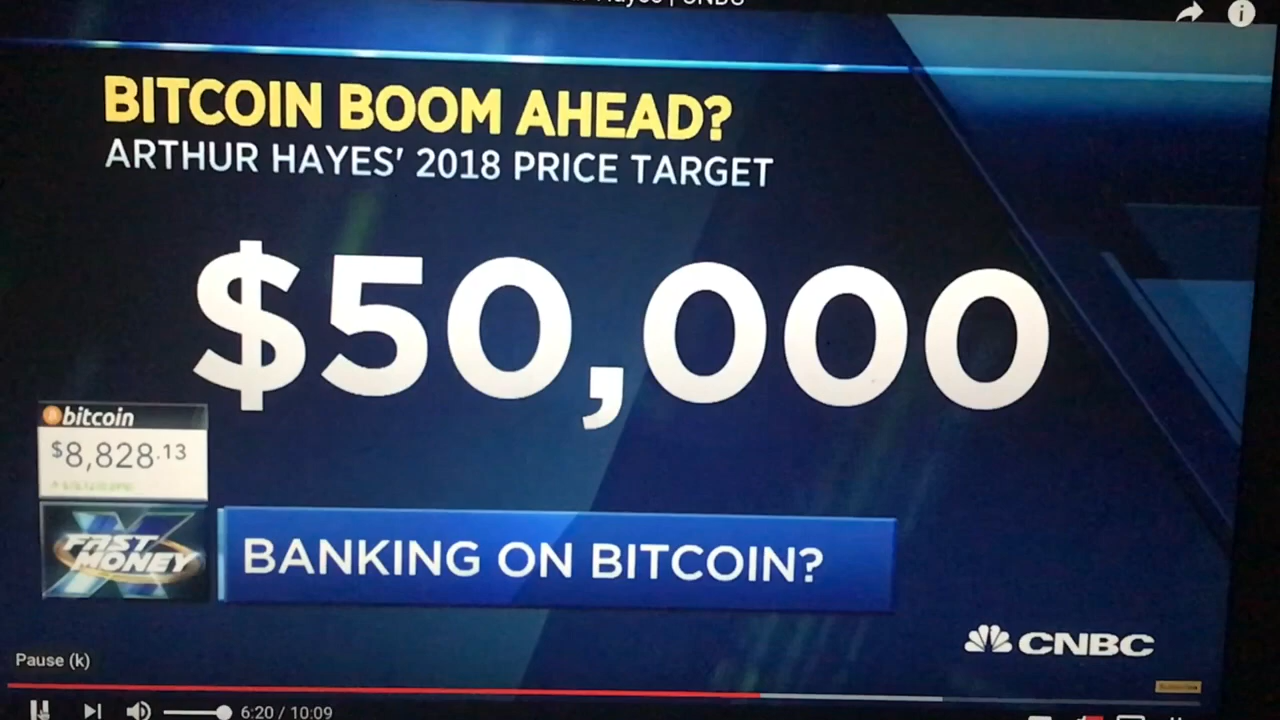 BITCOIN BOOM AHEAD?
ARTHUR HAYES' 2018 PRICE TARGET
$50,000
bitcoin
$8,828.13
FAST MONEY
BANKING ON BITCOIN?
CNBC
Pause (k)
6:20 / 10:09